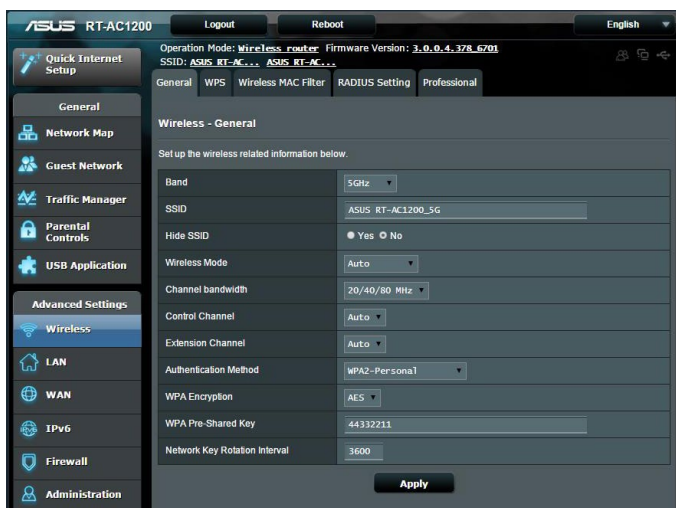 ASUS RT-AC1200 Logout Reboot English
Quick Internet Setup
Operation Mode: Wireless router Firmware Version: 3.0.0.4.378_6701
SSID: ASUS RT-AC... ASUS RT-AC...
General WPS Wireless MAC Filter RADIUS Setting Professional
General
Network Map
Guest Network
Traffic Manager
Parental Controls
USB Application
Advanced Settings
Wireless
LAN
WAN
IPv6
Firewall
Administration
Wireless - General
Set up the wireless related information below.
Band 5GHz
SSID ASUS RT-AC1200_5G
Hide SSID Yes No
Wireless Mode Auto
Channel bandwidth 20/40/80 MHz
Control Channel Auto
Extension Channel Auto
Authentication Method WPA2-Personal
WPA Encryption AES
WPA Pre-Shared Key 44332211
Network Key Rotation Interval 3600
Apply